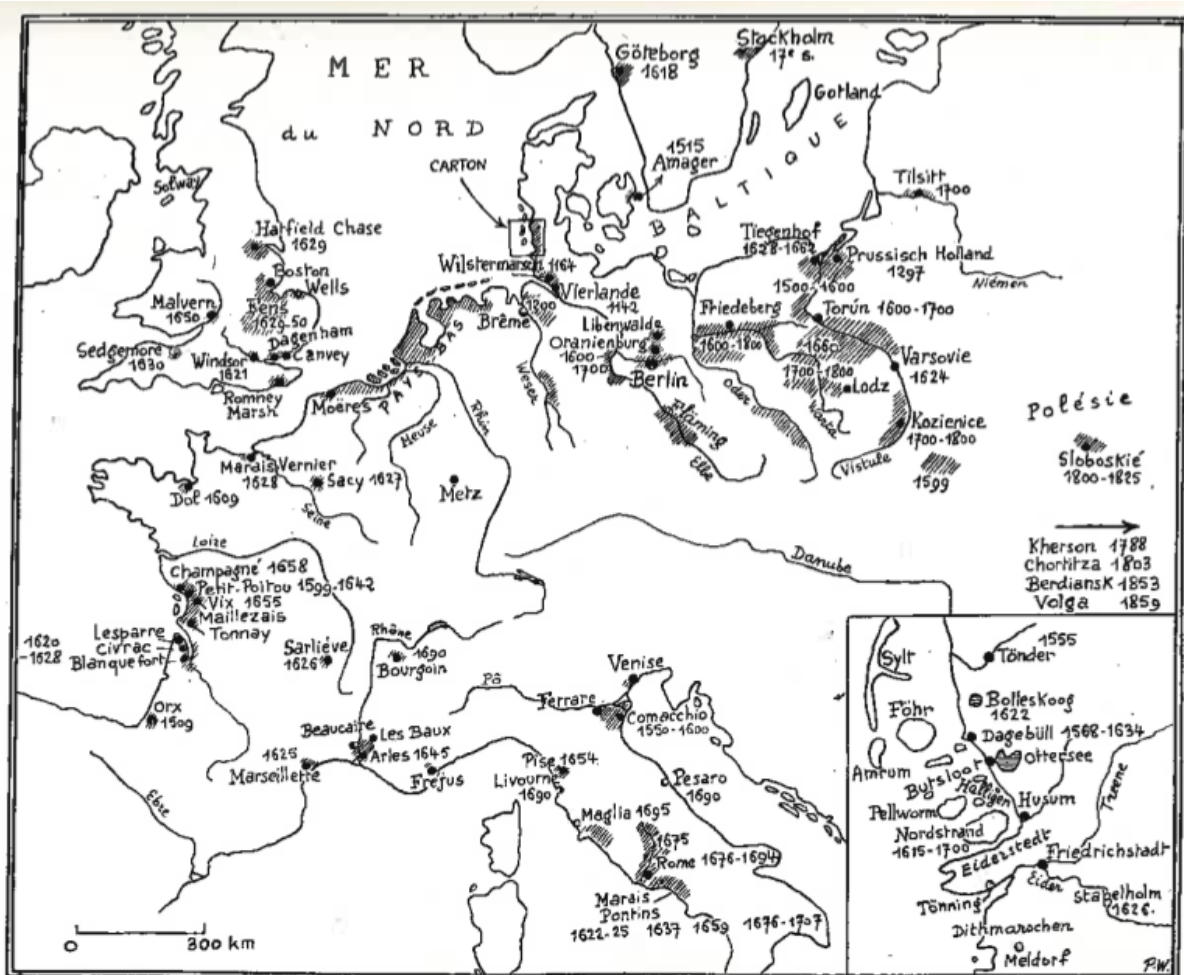 MER
du NORD
CARTON
Göteborg
1618
Stockholm
17e s.
Gotland
BALTIQUE
1515
Amager
Tilsitt
1700
Niémen
Solway
Hatfield Chase
1629
Boston
Wells
Fens
1626-50
Malvern
1650
Dagenham
Canvey
Sedgemore
1630
Windsor
1621
Romney
Marsh
Moëres
PAYS BAS
Wilstermarsch 1164
Vierlande
1142
1200
Brême
Weser
Libenwalde
Oranienburg
1600-
1700
Berlin
Fläming
Elbe
Oder
Tiegenhof
1628-1662
Prussisch Holland
1297
1500-1600
Friedeberg
1600-1800
Torún 1600-1700
1660
1700-1800
Varsovie
1624
Lodz
Warta
Kozienice
1700-1800
Vistule
1599
Polésie
Sloboskié
1800-1825
Kherson 1788
Chortitza 1803
Berdiansk 1853
Volga 1859
Meuse
Rhin
Metz
Marais Vernier
1628
Sacy 1627
Dol 1609
Seine
Loire
Danube
Champagné 1658
Petit-Poitou 1599-1642
Vix 1655
Maillezais
Tonnay
Lesparre
Civrac
Blanquefort
1620
-1628
Sarliève
1626
Rhône
1690
Bourgoin
Orx
1509
Pô
Venise
Ferrare
Comacchio
1550-1600
Beaucaire
Les Baux
Arles 1645
1625
Marseillette
Fréjus
Pise 1654
Livourne
1690
Pesaro
1690
Ebre
Maglia 1695
1675
Rome 1676-1694
Marais
Pontins
1622-25 1637 1659 1676-1707
0 300 km
Sylt
1555
Tönder
Föhr
Bolleskoog
1622
Dagebüll 1568-1634
Ottersee
Amrum
Butsloot
Halligen
Pellworm
Husum
Nordstrand
1615-1700
Treene
Eiderstedt
Friedrichstadt
Eider
Tönning
Stapelholm
1626.
Dithmarschen
Meldorf
P.W.